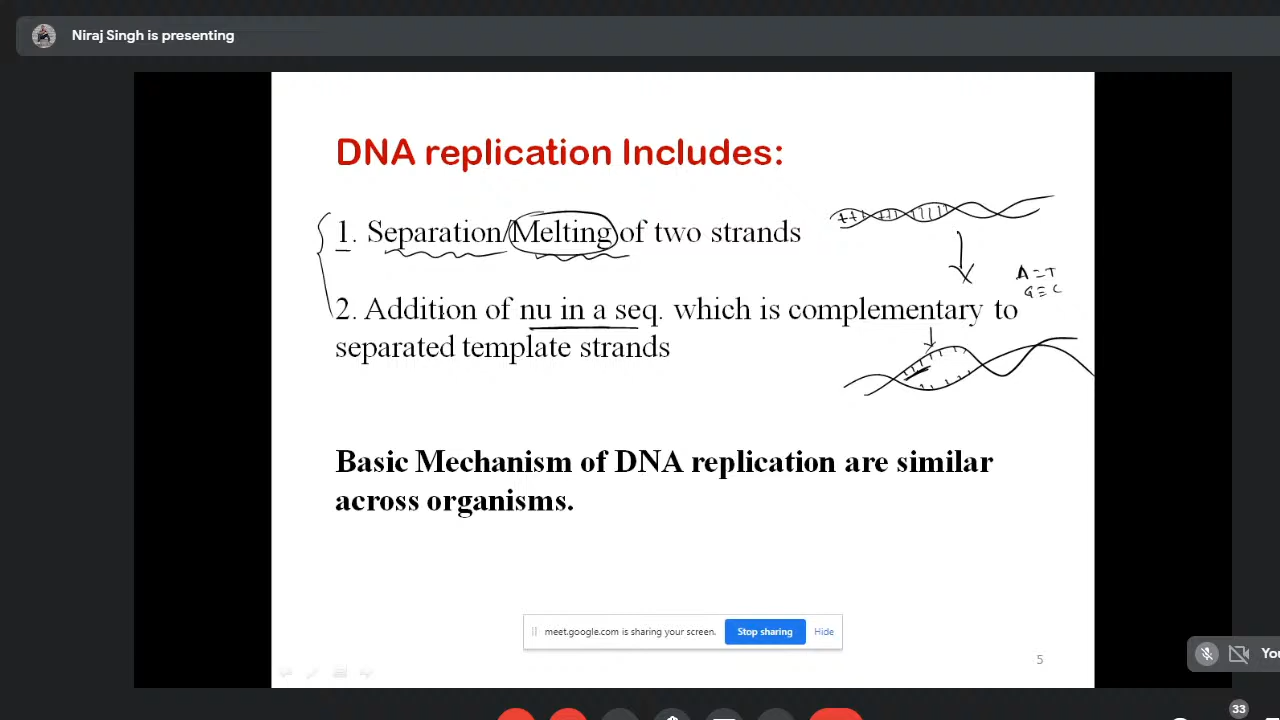 Niraj Singh is presenting
DNA replication Includes:
1. Separation/Melting of two strands
A=T
G≡C
2. Addition of nu in a seq. which is complementary to
separated template strands
Basic Mechanism of DNA replication are similar
across organisms.
meet.google.com is sharing your screen. Stop sharing Hide
5
You
33